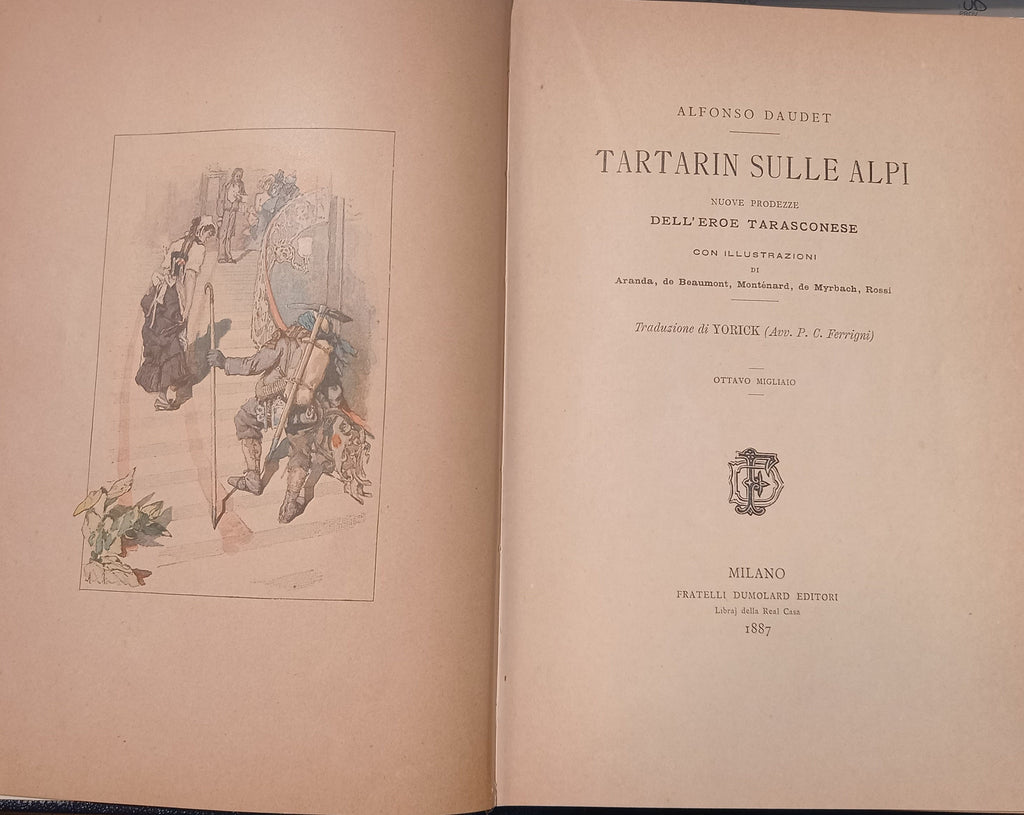 ALFONSO DAUDET
TARTARIN SULLE ALPI
NUOVE PRODEZZE
DELL'EROE TARASCONESE
CON ILLUSTRAZIONI
DI
Aranda, de Beaumont, Monténard, de Myrbach, Rossi
Traduzione di YORICK (Avv. P. C. Ferrigni)
OTTAVO MIGLIAIO
MILANO
FRATELLI DUMOLARD EDITORI
Libraj della Real Casa
1887